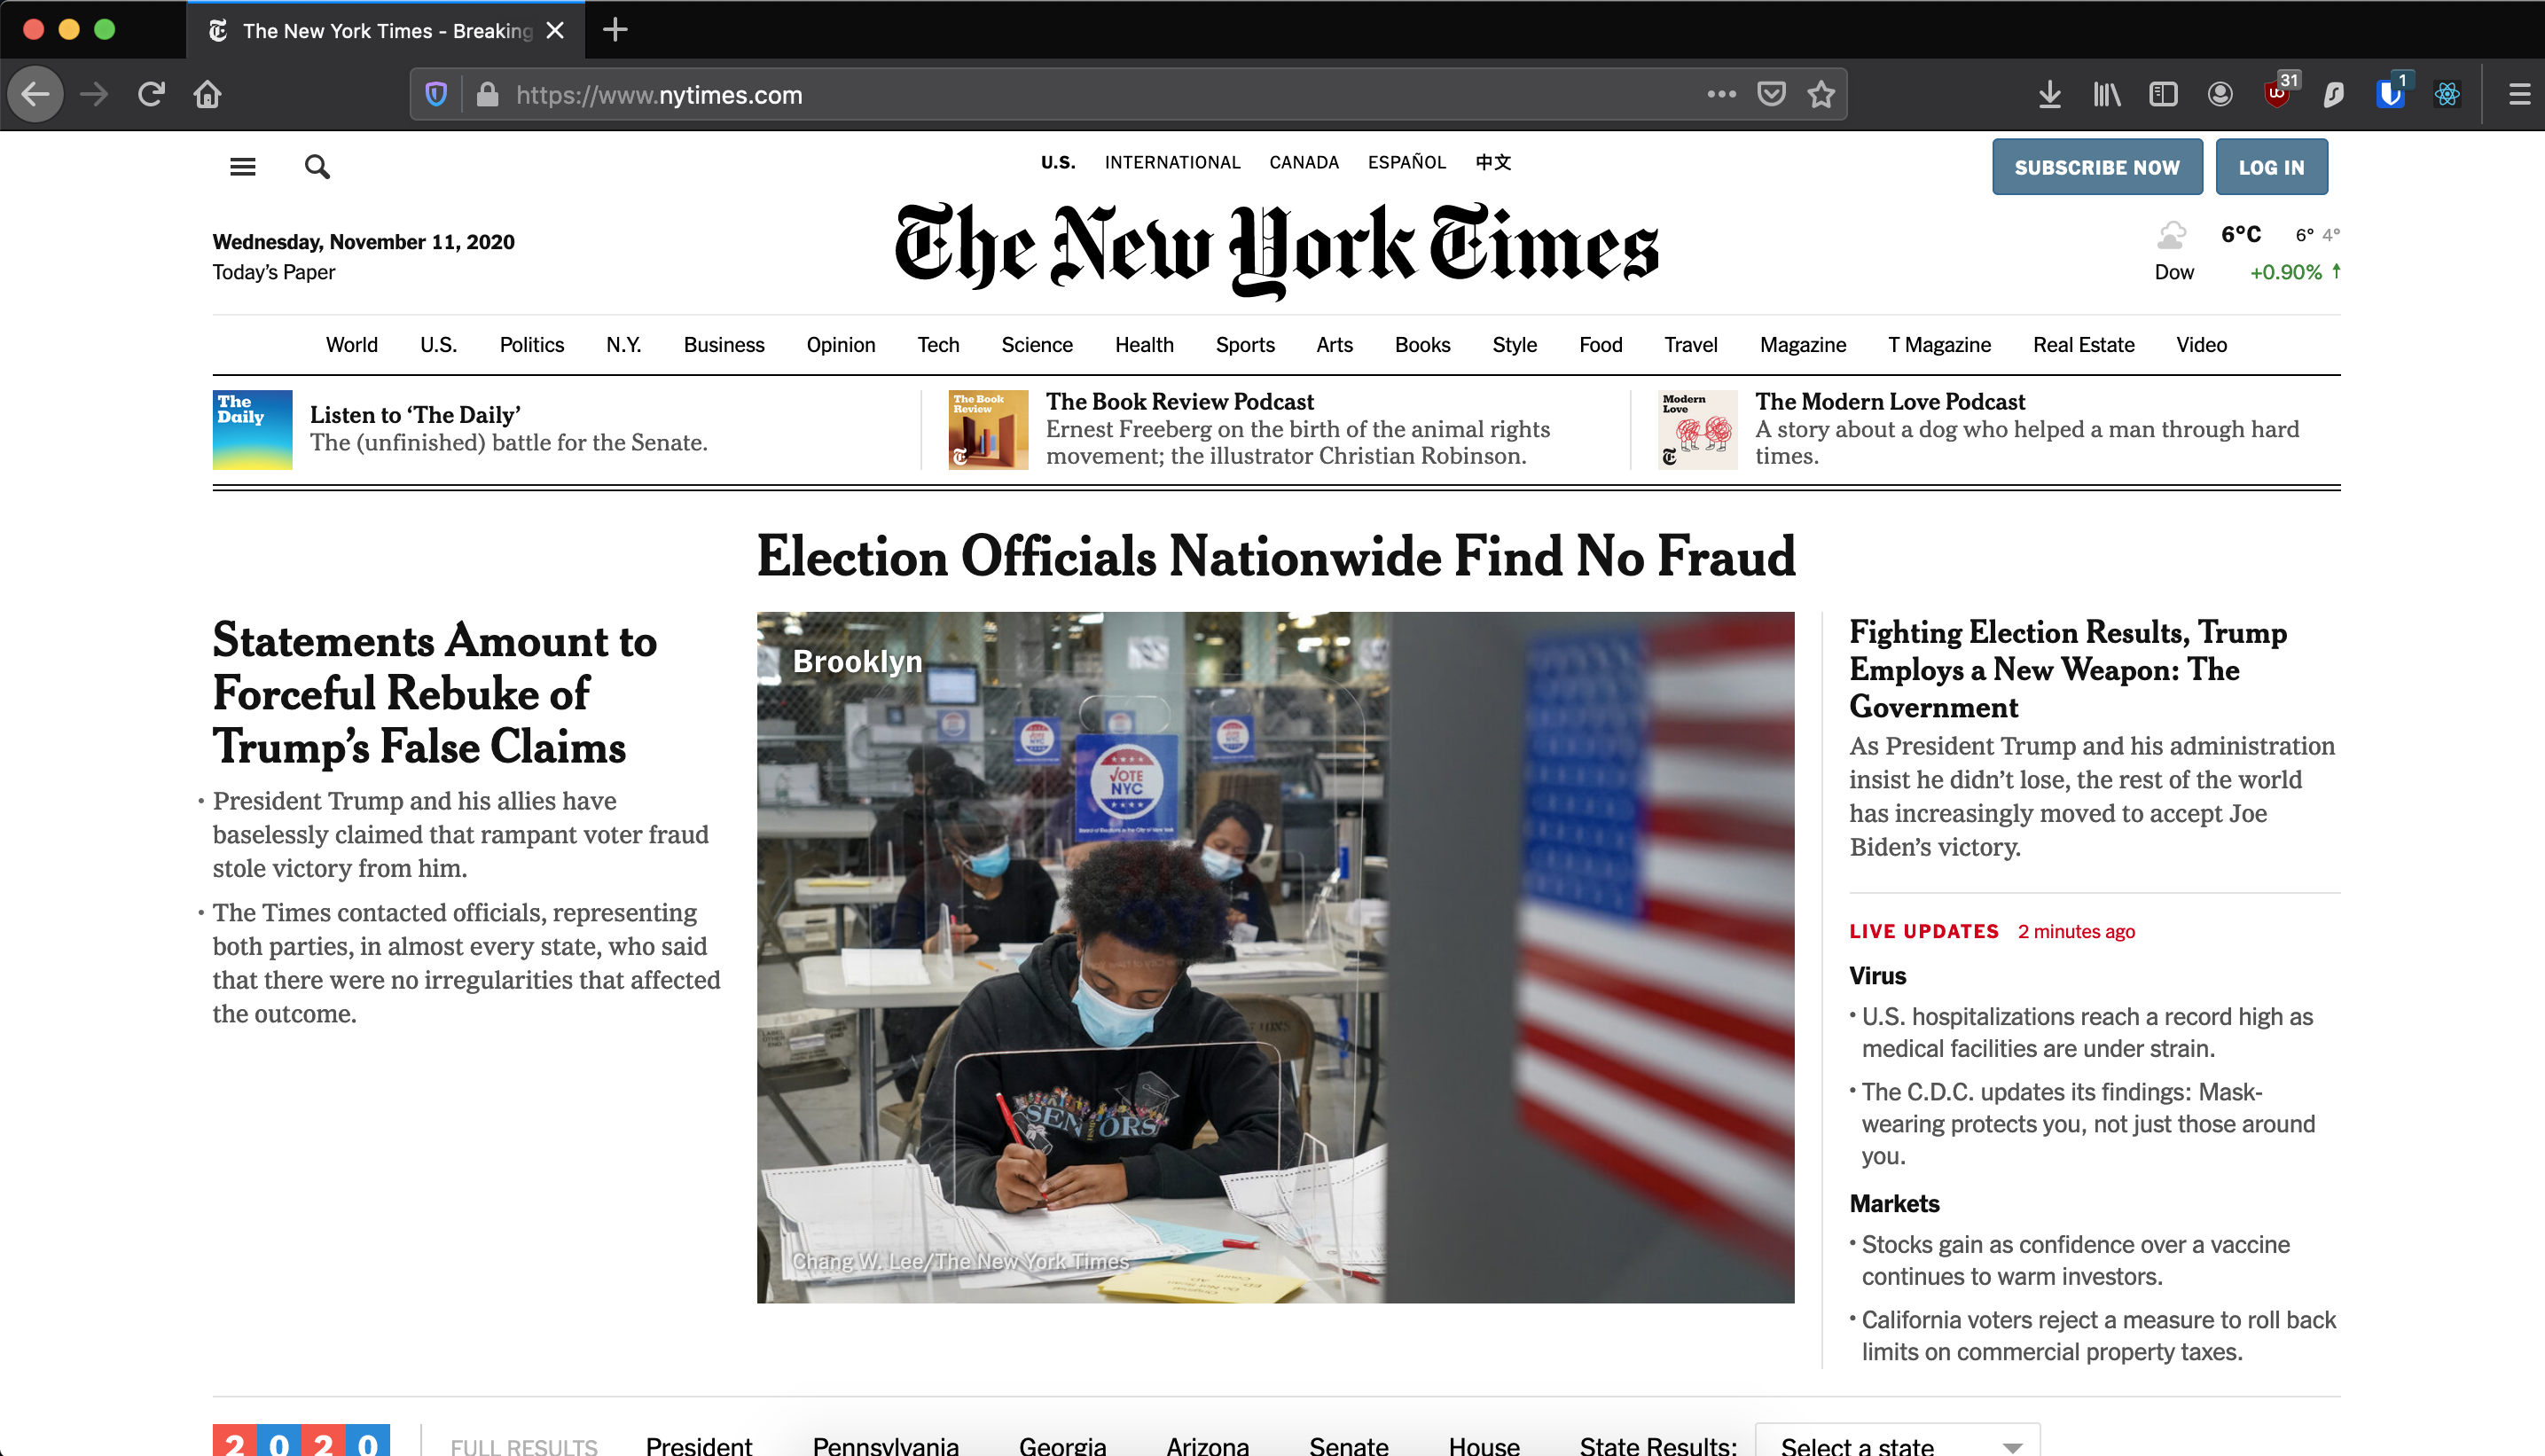 The New York Times - Breaking
https://www.nytimes.com
31
1
U.S. INTERNATIONAL CANADA ESPAÑOL 中文
SUBSCRIBE NOW
LOG IN
Wednesday, November 11, 2020
Today's Paper
The New York Times
6°C 6° 4°
Dow +0.90% ↑
World U.S. Politics N.Y. Business Opinion Tech Science Health Sports Arts Books Style Food Travel Magazine T Magazine Real Estate Video
The
Daily
Listen to ‘The Daily’
The (unfinished) battle for the Senate.
The Book
Review
The Book Review Podcast
Ernest Freeberg on the birth of the animal rights
movement; the illustrator Christian Robinson.
Modern
Love
The Modern Love Podcast
A story about a dog who helped a man through hard
times.
Election Officials Nationwide Find No Fraud
Statements Amount to
Forceful Rebuke of
Trump’s False Claims
• President Trump and his allies have
baselessly claimed that rampant voter fraud
stole victory from him.
• The Times contacted officials, representing
both parties, in almost every state, who said
that there were no irregularities that affected
the outcome.
Brooklyn
VOTE
NYC
Board of Elections in the City of New York
SENIORS
Chang W. Lee/The New York Times
Fighting Election Results, Trump
Employs a New Weapon: The
Government
As President Trump and his administration
insist he didn’t lose, the rest of the world
has increasingly moved to accept Joe
Biden’s victory.
LIVE UPDATES 2 minutes ago
Virus
• U.S. hospitalizations reach a record high as
medical facilities are under strain.
• The C.D.C. updates its findings: Mask-
wearing protects you, not just those around
you.
Markets
• Stocks gain as confidence over a vaccine
continues to warm investors.
• California voters reject a measure to roll back
limits on commercial property taxes.
2020
FULL RESULTS President Pennsylvania Georgia Arizona Senate House State Results: Select a state